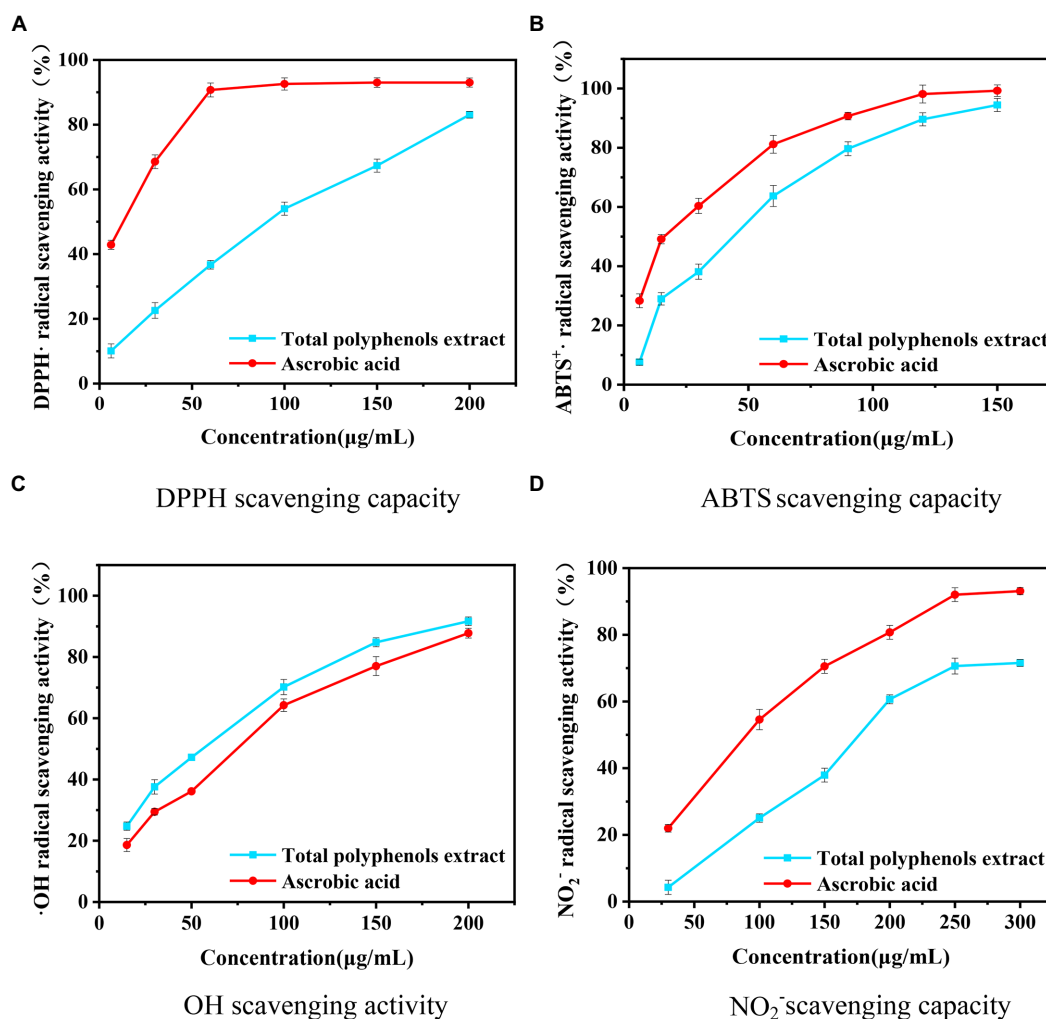 A
DPPH· radical scavenging activity（%）
100
80
60
40
20
0
0
50
100
150
200
Total polyphenols extract
Ascrobic acid
Concentration(μg/mL)
DPPH scavenging capacity
B
ABTS⁺· radical scavenging activity（%）
100
80
60
40
20
0
0
50
100
150
Total polyphenols extract
Ascrobic acid
Concentration(μg/mL)
ABTS scavenging capacity
C
·OH radical scavenging activity（%）
100
80
60
40
20
0
0
50
100
150
200
Total polyphenols extract
Ascrobic acid
Concentration(μg/mL)
OH scavenging activity
D
NO₂⁻ radical scavenging activity（%）
100
80
60
40
20
0
0
50
100
150
200
250
300
Total polyphenols extract
Ascrobic acid
Concentration(μg/mL)
NO₂⁻scavenging capacity